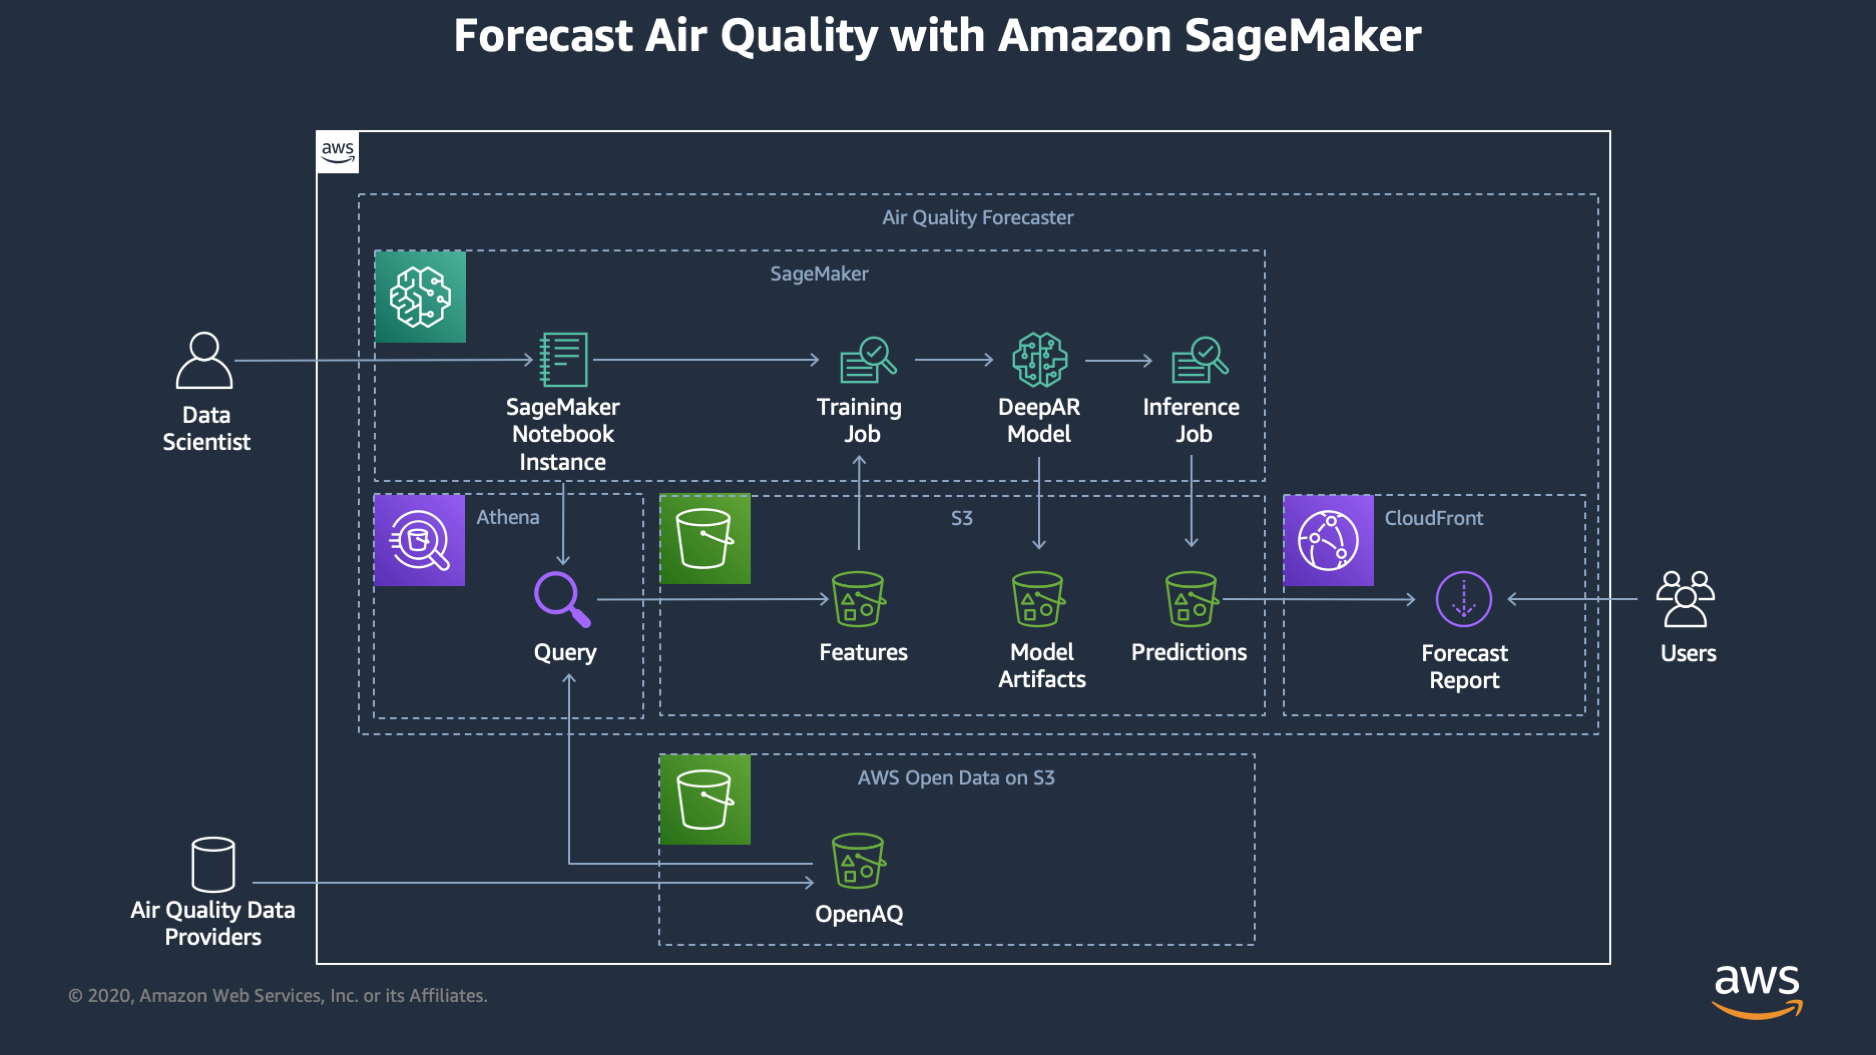 Forecast Air Quality with Amazon SageMaker
aws
Air Quality Forecaster
SageMaker
Data
Scientist
SageMaker
Notebook
Instance
Training
Job
DeepAR
Model
Inference
Job
Athena
S3
CloudFront
Query
Features
Model
Artifacts
Predictions
Forecast
Report
Users
AWS Open Data on S3
OpenAQ
Air Quality Data
Providers
© 2020, Amazon Web Services, Inc. or its Affiliates.
aws